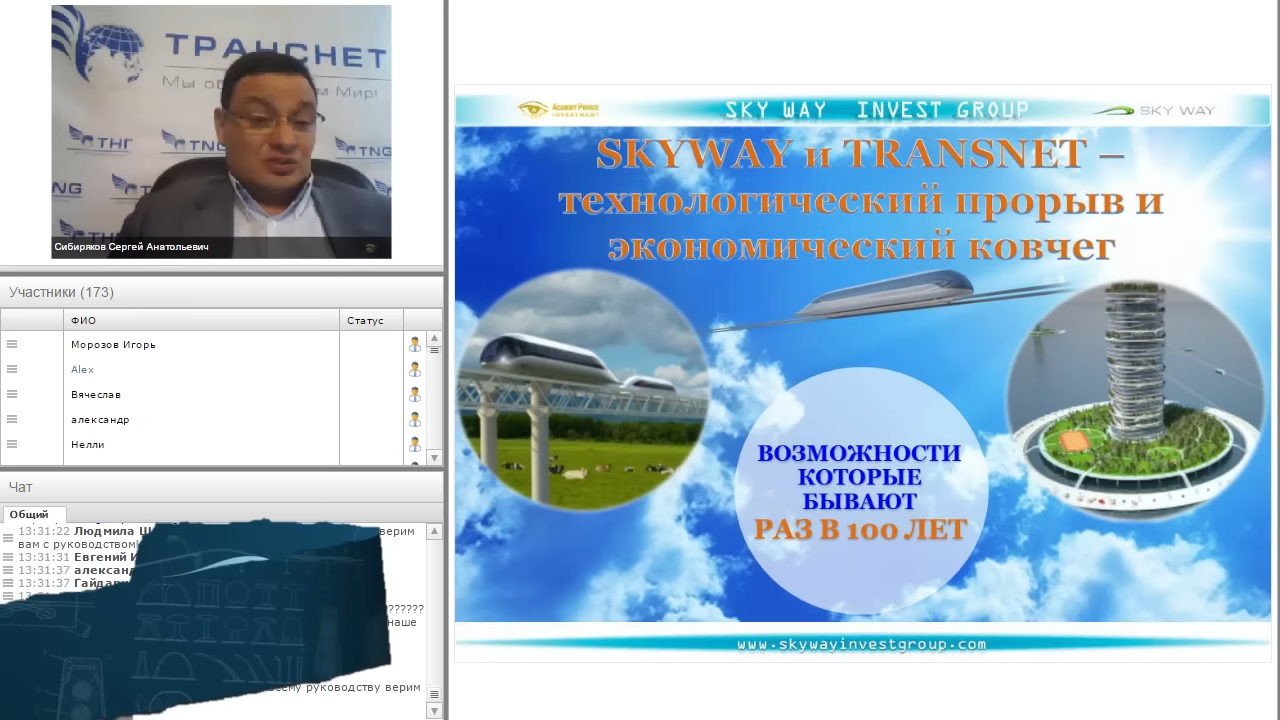 ТРАНСНЕТ
Мы об м Мир!
ТНГ
TNG
TNG
TNG
Сибиряков Сергей Анатольевич
Участники (173)
ФИО
Статус
Морозов Игорь
Alex
Вячеслав
александр
Нелли
Чат
Общий
13:31:22 Людмила верим
вам с руководством!
13:31:31 Евгений
13:31:37 александ
13:31:37 Гайдар
???????
наше
руководству верим
ACADEMY PRIVATE
INVESTMENT
SKY WAY INVEST GROUP
SKY WAY
SKYWAY и TRANSNET –
технологический прорыв и
экономический ковчег
ВОЗМОЖНОСТИ
КОТОРЫЕ
БЫВАЮТ
РАЗ В 100 ЛЕТ
www.skywayinvestgroup.com